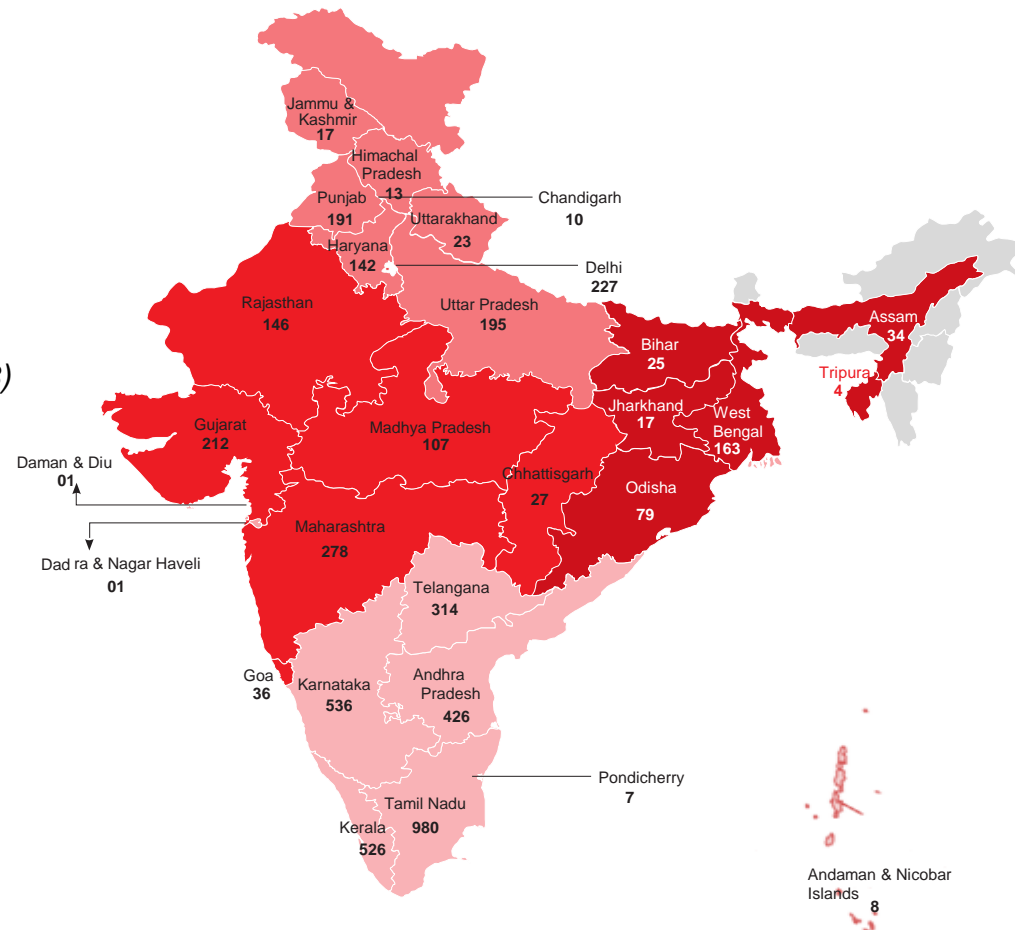 Jammu &
Kashmir
17
Himachal
Pradesh
13
Punjab
191
Chandigarh
10
Uttarakhand
23
Haryana
142
Delhi
227
Rajasthan
146
Uttar Pradesh
195
Assam
34
Bihar
25
)
Tripura
4
Jharkhand
17
West
Bengal
163
Gujarat
212
Madhya Pradesh
107
Daman & Diu
01
Chhattisgarh
27
Odisha
79
Maharashtra
278
Dad ra & Nagar Haveli
01
Telangana
314
Goa
36
Karnataka
536
Andhra
Pradesh
426
Pondicherry
7
Tamil Nadu
980
Kerala
526
Andaman & Nicobar
Islands
8